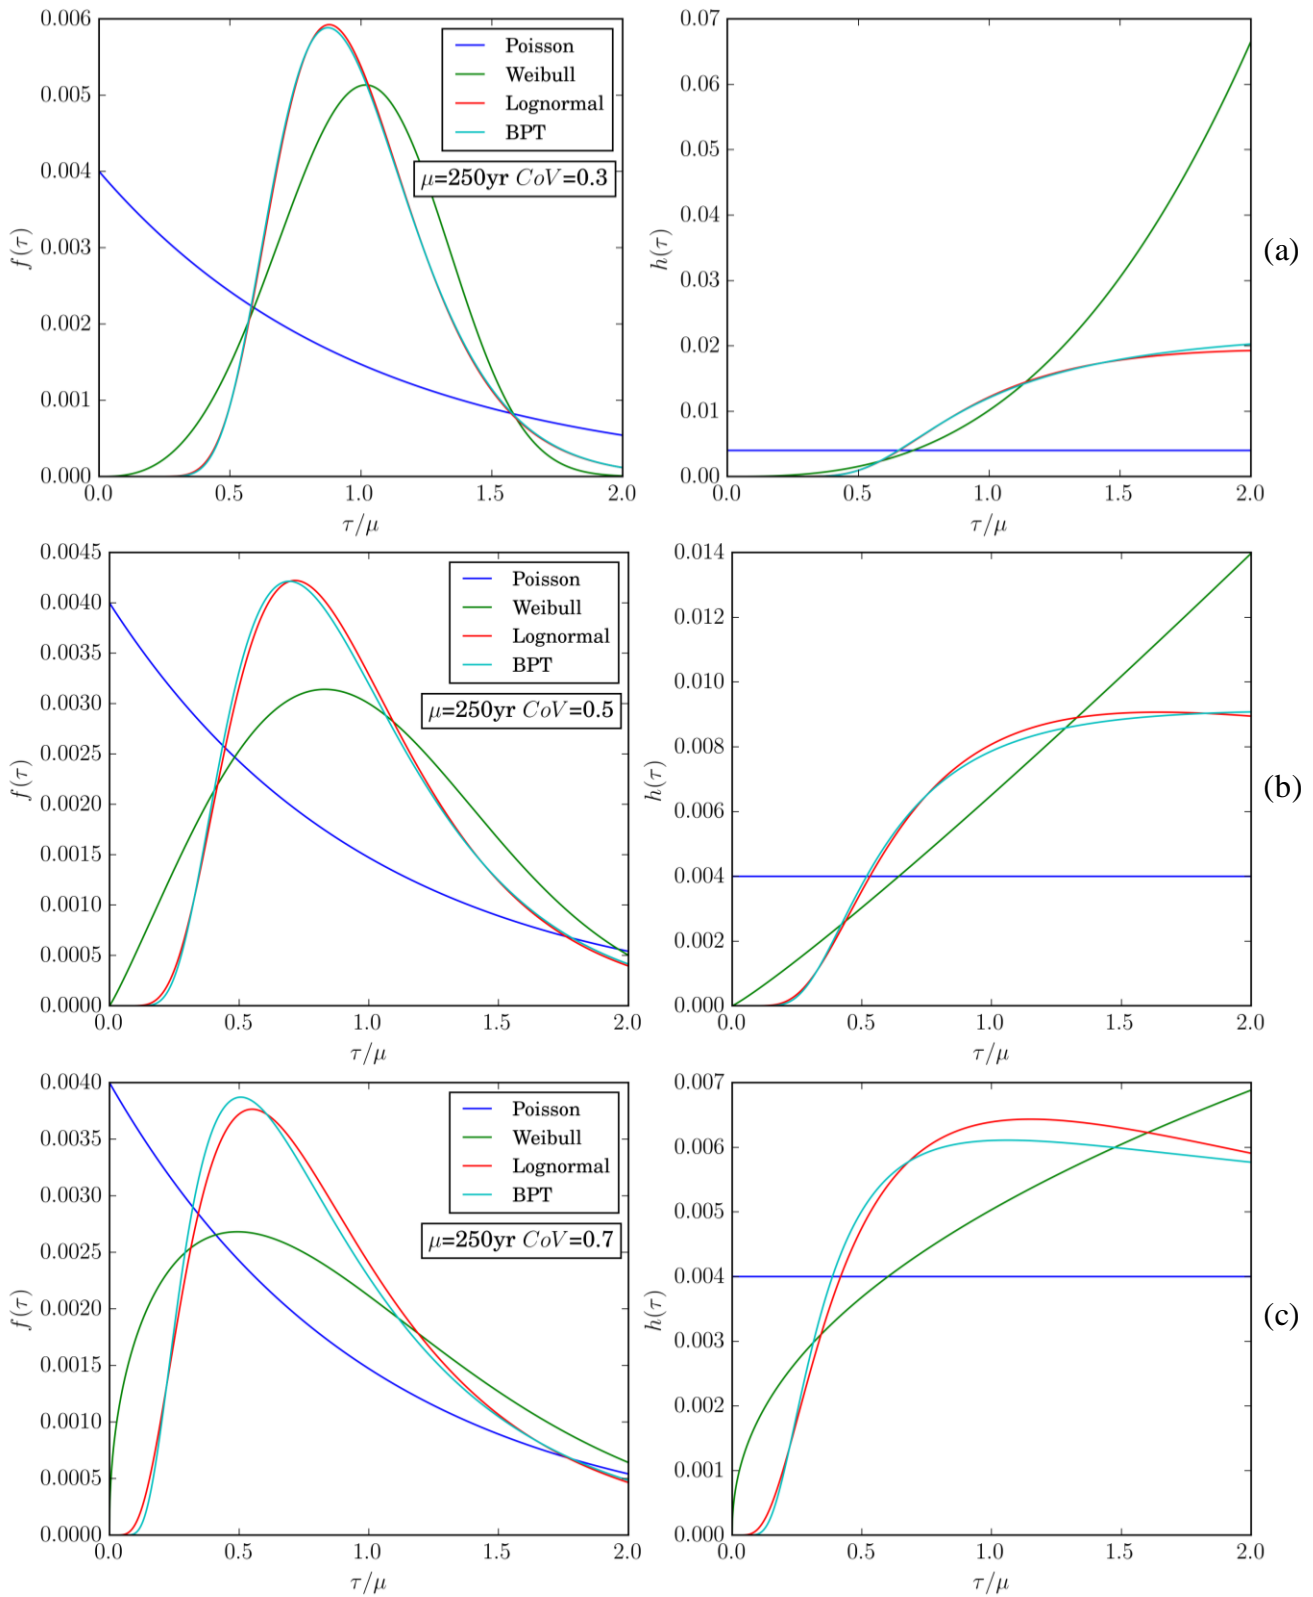 0.006
0.005
0.004
0.003
0.002
0.001
0.000
f(τ)
0.0
0.5
1.0
1.5
2.0
τ/μ
Poisson
Weibull
Lognormal
BPT
μ=250yr CoV=0.3
0.07
0.06
0.05
0.04
0.03
0.02
0.01
0.00
h(τ)
0.0
0.5
1.0
1.5
2.0
τ/μ
(a)
0.0045
0.0040
0.0035
0.0030
0.0025
0.0020
0.0015
0.0010
0.0005
0.0000
f(τ)
0.0
0.5
1.0
1.5
2.0
τ/μ
Poisson
Weibull
Lognormal
BPT
μ=250yr CoV=0.5
0.014
0.012
0.010
0.008
0.006
0.004
0.002
0.000
h(τ)
0.0
0.5
1.0
1.5
2.0
τ/μ
(b)
0.0040
0.0035
0.0030
0.0025
0.0020
0.0015
0.0010
0.0005
0.0000
f(τ)
0.0
0.5
1.0
1.5
2.0
τ/μ
Poisson
Weibull
Lognormal
BPT
μ=250yr CoV=0.7
0.007
0.006
0.005
0.004
0.003
0.002
0.001
0.000
h(τ)
0.0
0.5
1.0
1.5
2.0
τ/μ
(c)